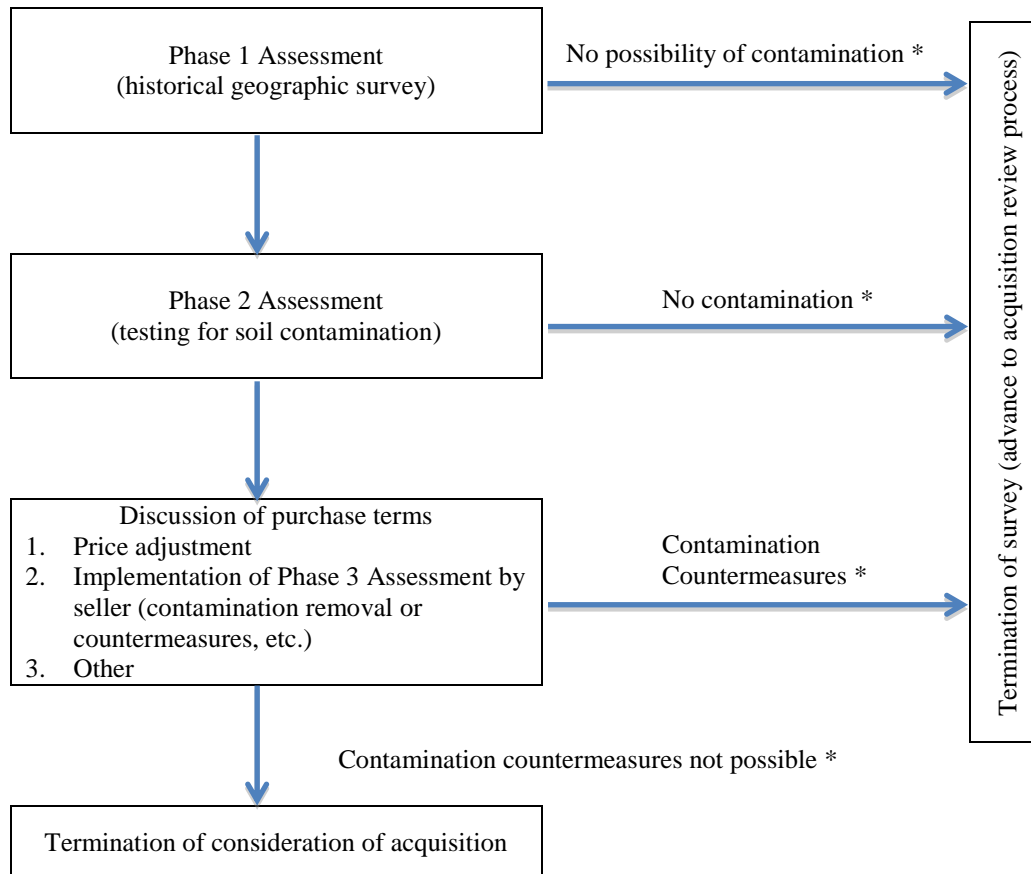 Phase 1 Assessment
(historical geographic survey)
No possibility of contamination *
Phase 2 Assessment
(testing for soil contamination)
No contamination *
Discussion of purchase terms
1. Price adjustment
2. Implementation of Phase 3 Assessment by
seller (contamination removal or
countermeasures, etc.)
3. Other
Contamination
Countermeasures *
Contamination countermeasures not possible *
Termination of consideration of acquisition
Termination of survey (advance to acquisition review process)